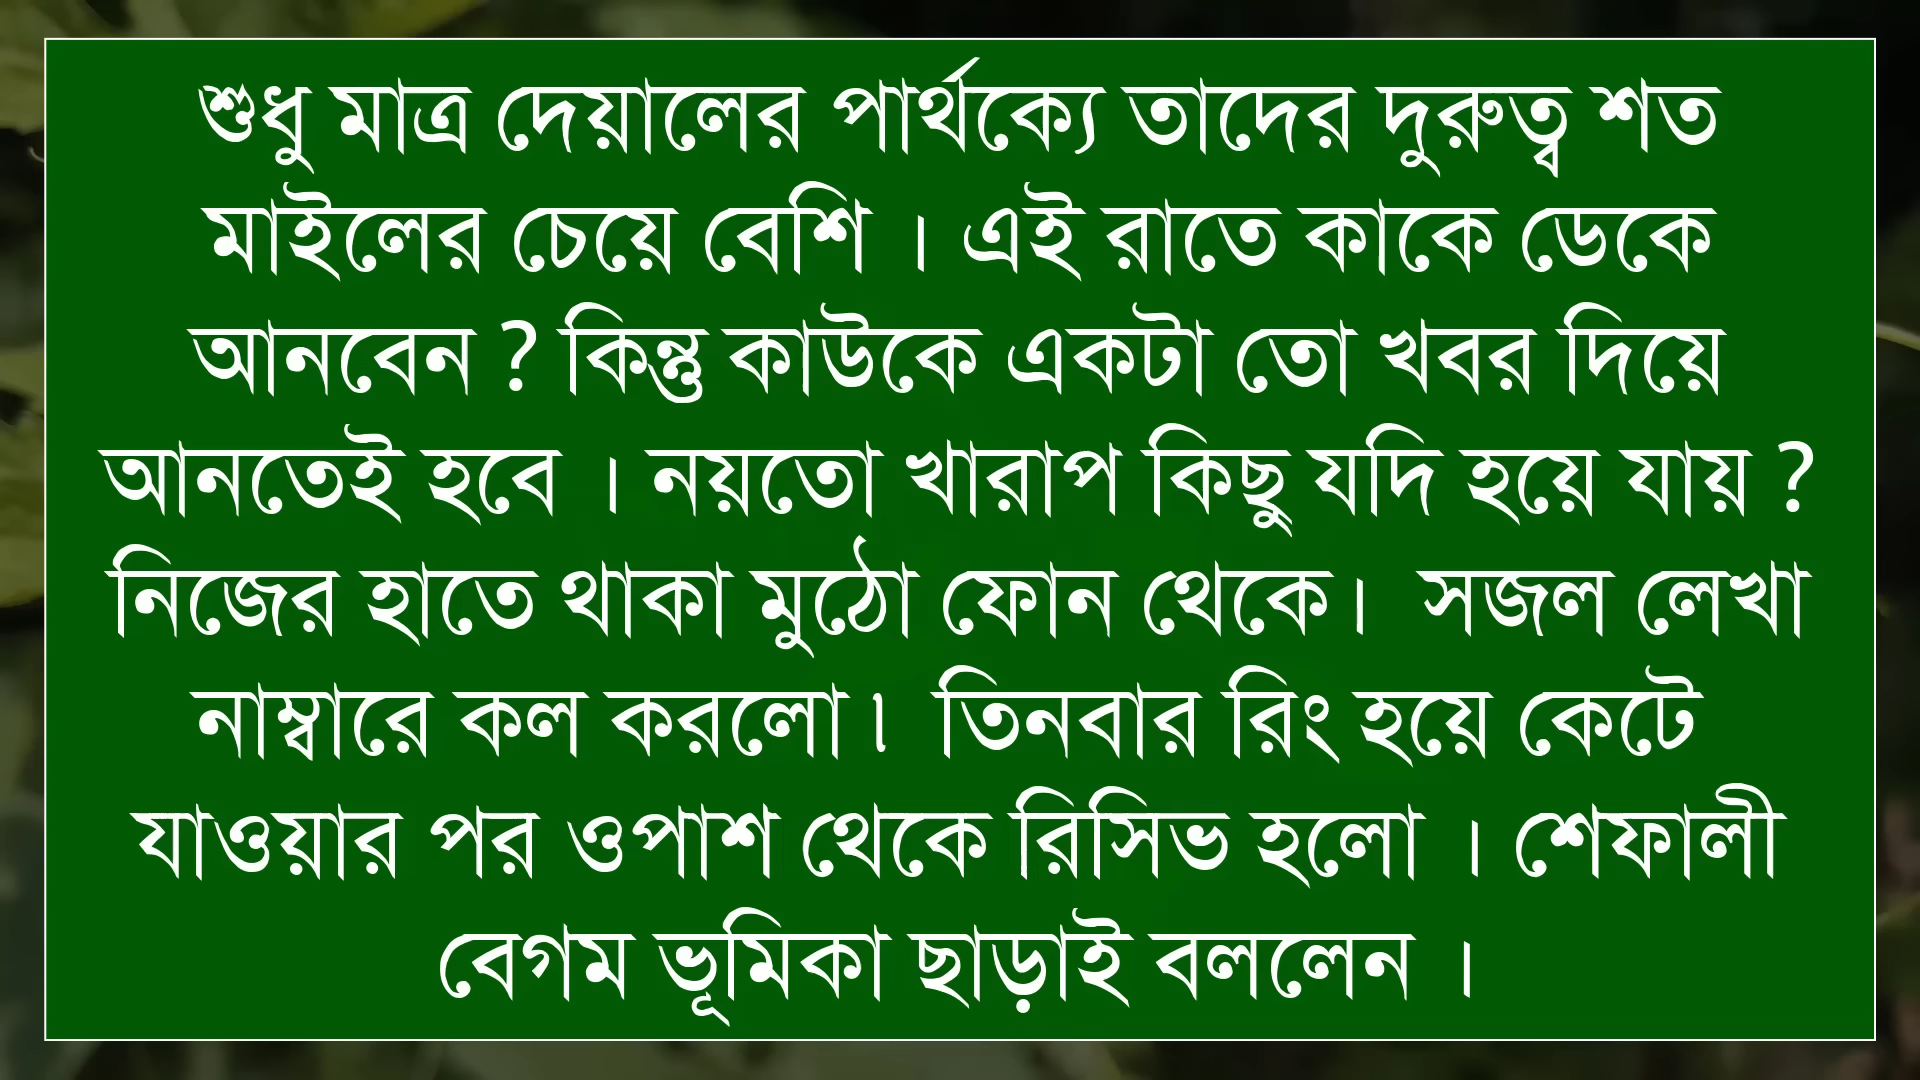 শুধু মাত্র দেয়ালের পার্থক্যে তাদের দুরুত্ব শত
মাইলের চেয়ে বেশি । এই রাতে কাকে ডেকে
আনবেন ? কিন্তু কাউকে একটা তো খবর দিয়ে
আনতেই হবে । নয়তো খারাপ কিছু যদি হয়ে যায় ?
নিজের হাতে থাকা মুঠো ফোন থেকে। সজল লেখা
নাম্বারে কল করলো ৷ তিনবার রিং হয়ে কেটে
যাওয়ার পর ওপাশ থেকে রিসিভ হলো । শেফালী
বেগম ভূমিকা ছাড়াই বললেন ।